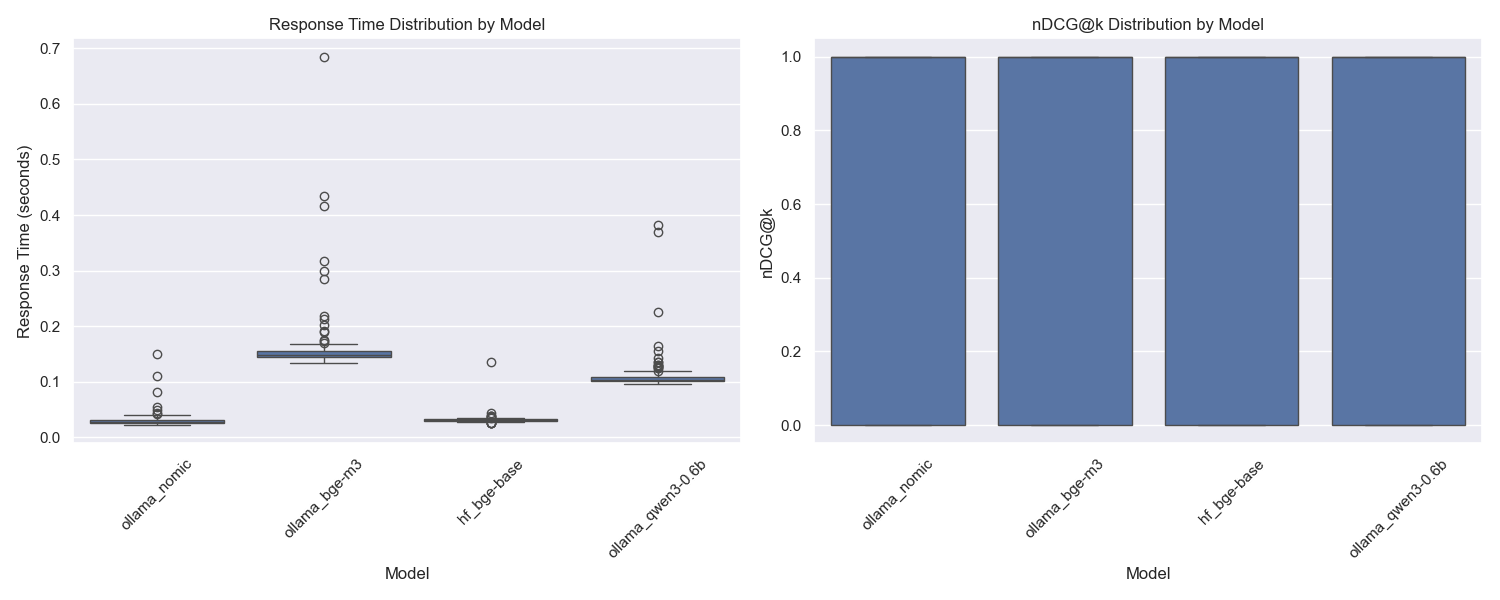 Response Time Distribution by Model
0.7
0.6
0.5
0.4
0.3
0.2
0.1
0.0
Response Time (seconds)
ollama_nomic
ollama_bge-m3
hf_bge-base
ollama_qwen3-0.6b
Model
nDCG@k Distribution by Model
1.0
0.8
0.6
0.4
0.2
0.0
nDCG@k
ollama_nomic
ollama_bge-m3
hf_bge-base
ollama_qwen3-0.6b
Model